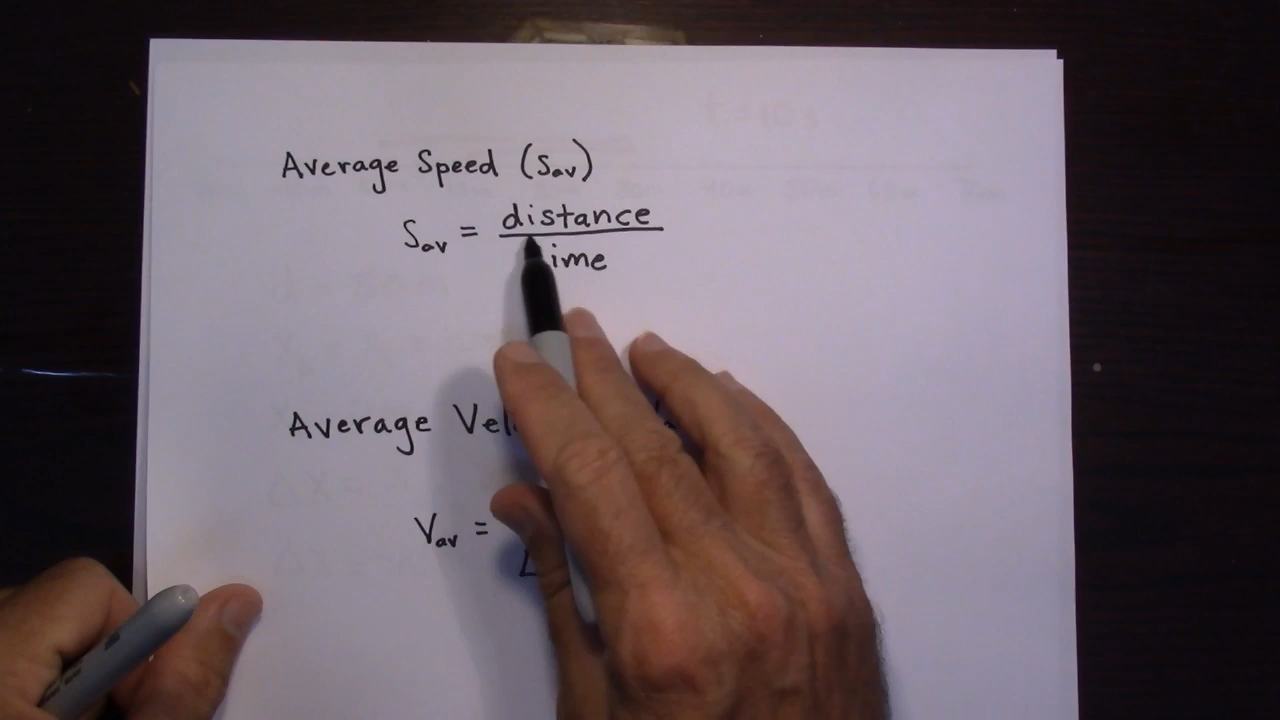 Average Speed (Sav)
Sav = distance
ime
Average Vel
Vav =